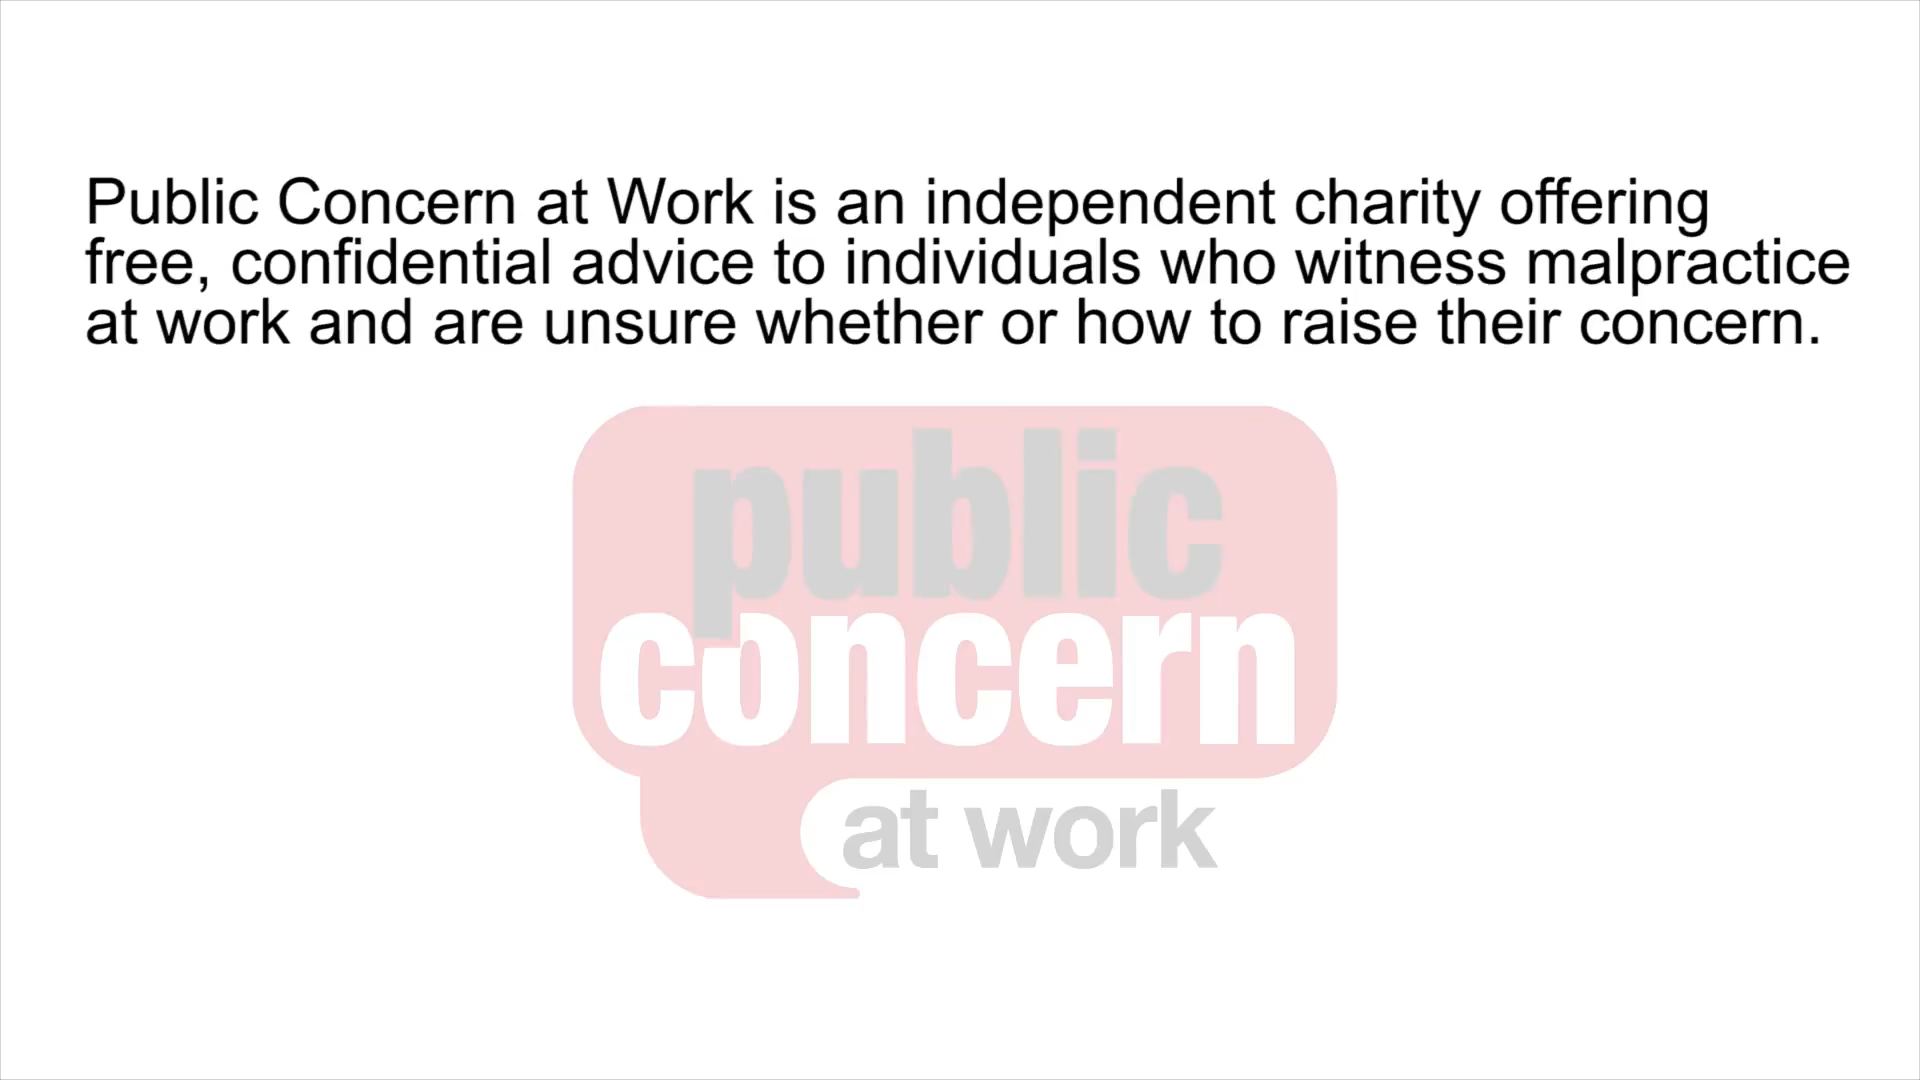 Public Concern at Work is an independent charity offering
free, confidential advice to individuals who witness malpractice
at work and are unsure whether or how to raise their concern.
public
concern
at work